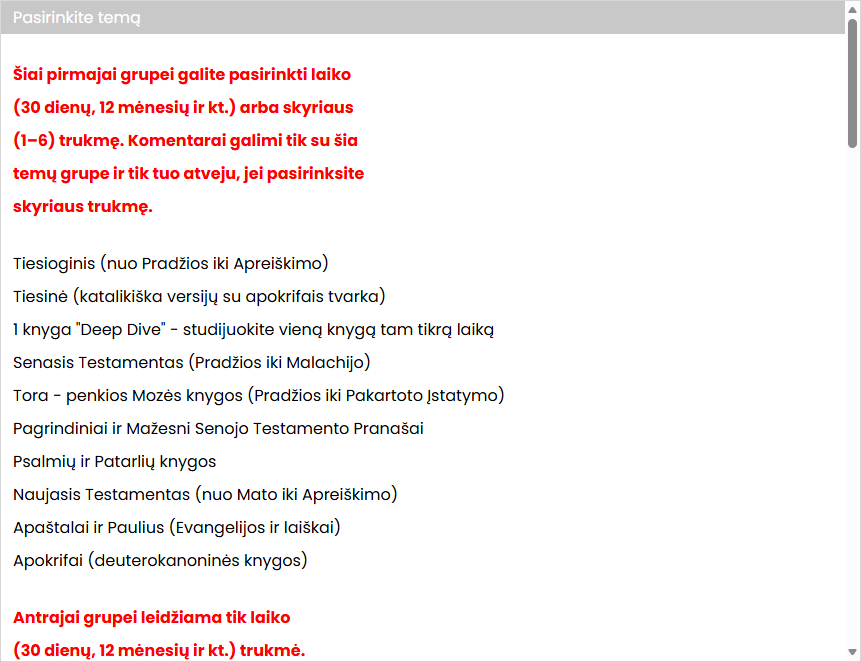 Pasirinkite temą
Šiai pirmajai grupei galite pasirinkti laiko
(30 dienų, 12 mėnesių ir kt.) arba skyriaus
(1–6) trukmę. Komentarai galimi tik su šia
temų grupe ir tik tuo atveju, jei pasirinksite
skyriaus trukmę.
Tiesioginis (nuo Pradžios iki Apreiškimo)
Tiesinė (katalikiška versijų su apokrifais tvarka)
1 knyga "Deep Dive" - studijuokite vieną knygą tam tikrą laiką
Senasis Testamentas (Pradžios iki Malachijo)
Tora - penkios Mozės knygos (Pradžios iki Pakartoto Įstatymo)
Pagrindiniai ir Mažesni Senojo Testamento Pranašai
Psalmių ir Patarlių knygos
Naujasis Testamentas (nuo Mato iki Apreiškimo)
Apaštalai ir Paulius (Evangelijos ir laiškai)
Apokrifai (deuterokanoninės knygos)
Antrajai grupei leidžiama tik laiko
(30 dienų, 12 mėnesių ir kt.) trukmė.